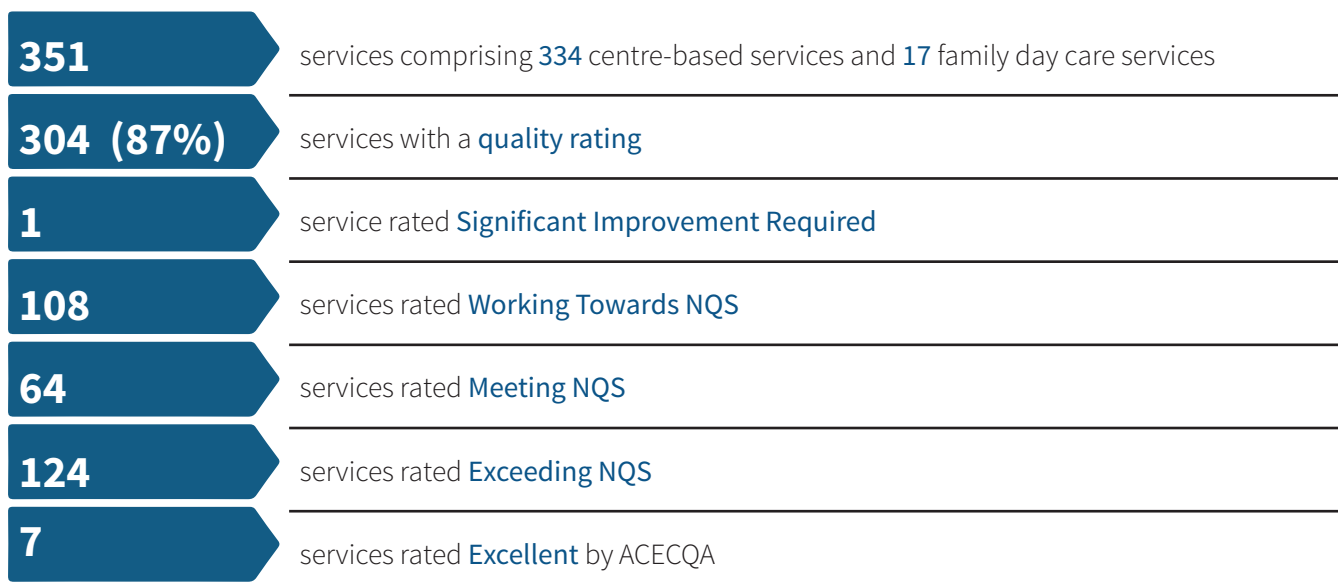 351 services comprising 334 centre-based services and 17 family day care services
304 (87%) services with a quality rating
1 service rated Significant Improvement Required
108 services rated Working Towards NQS
64 services rated Meeting NQS
124 services rated Exceeding NQS
7 services rated Excellent by ACECQA